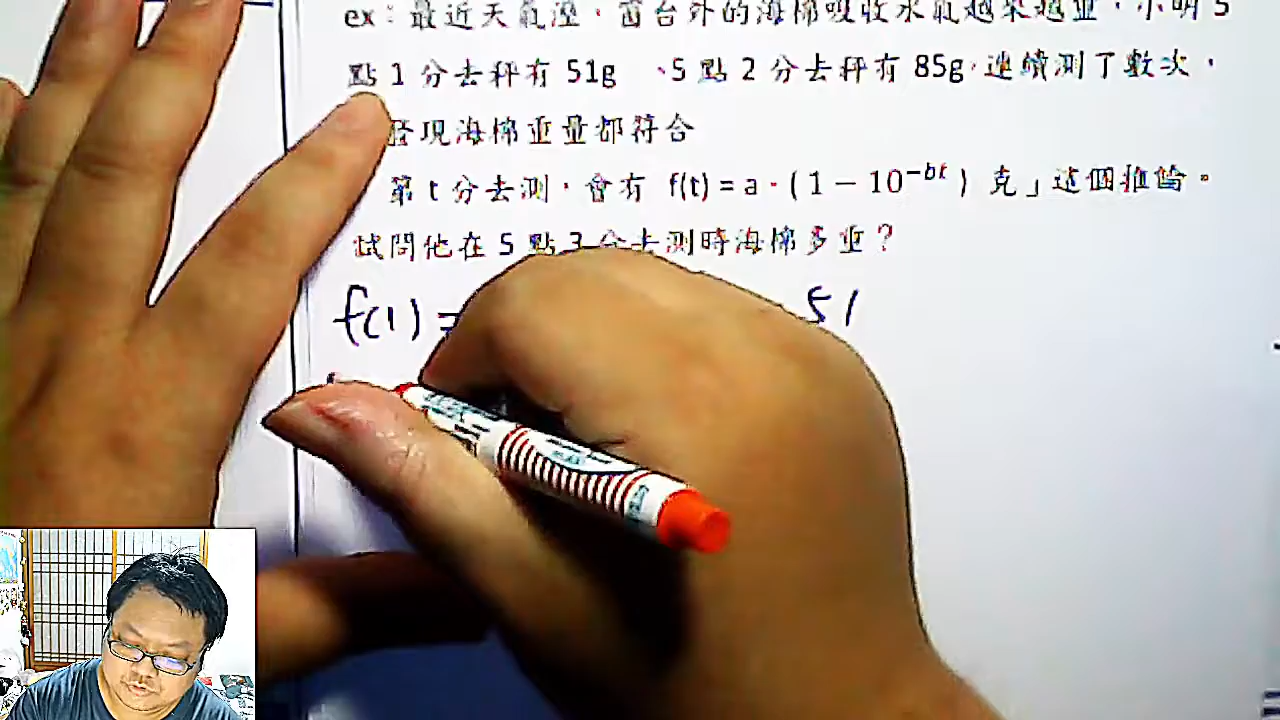 ex：最近天氣溼，窗台外的海棉吸收水氣越來越重，小明 5
點 1 分去秤有 51g 、5 點 2 分去秤有 85g，連續測了數次，
發現海棉重量都符合
第 t 分去測，會有 f(t) = a · ( 1 − 10^{−bt} ) 克」這個推論。
試問他在 5 點 3 分去測時海棉多重？
f(1) = 51